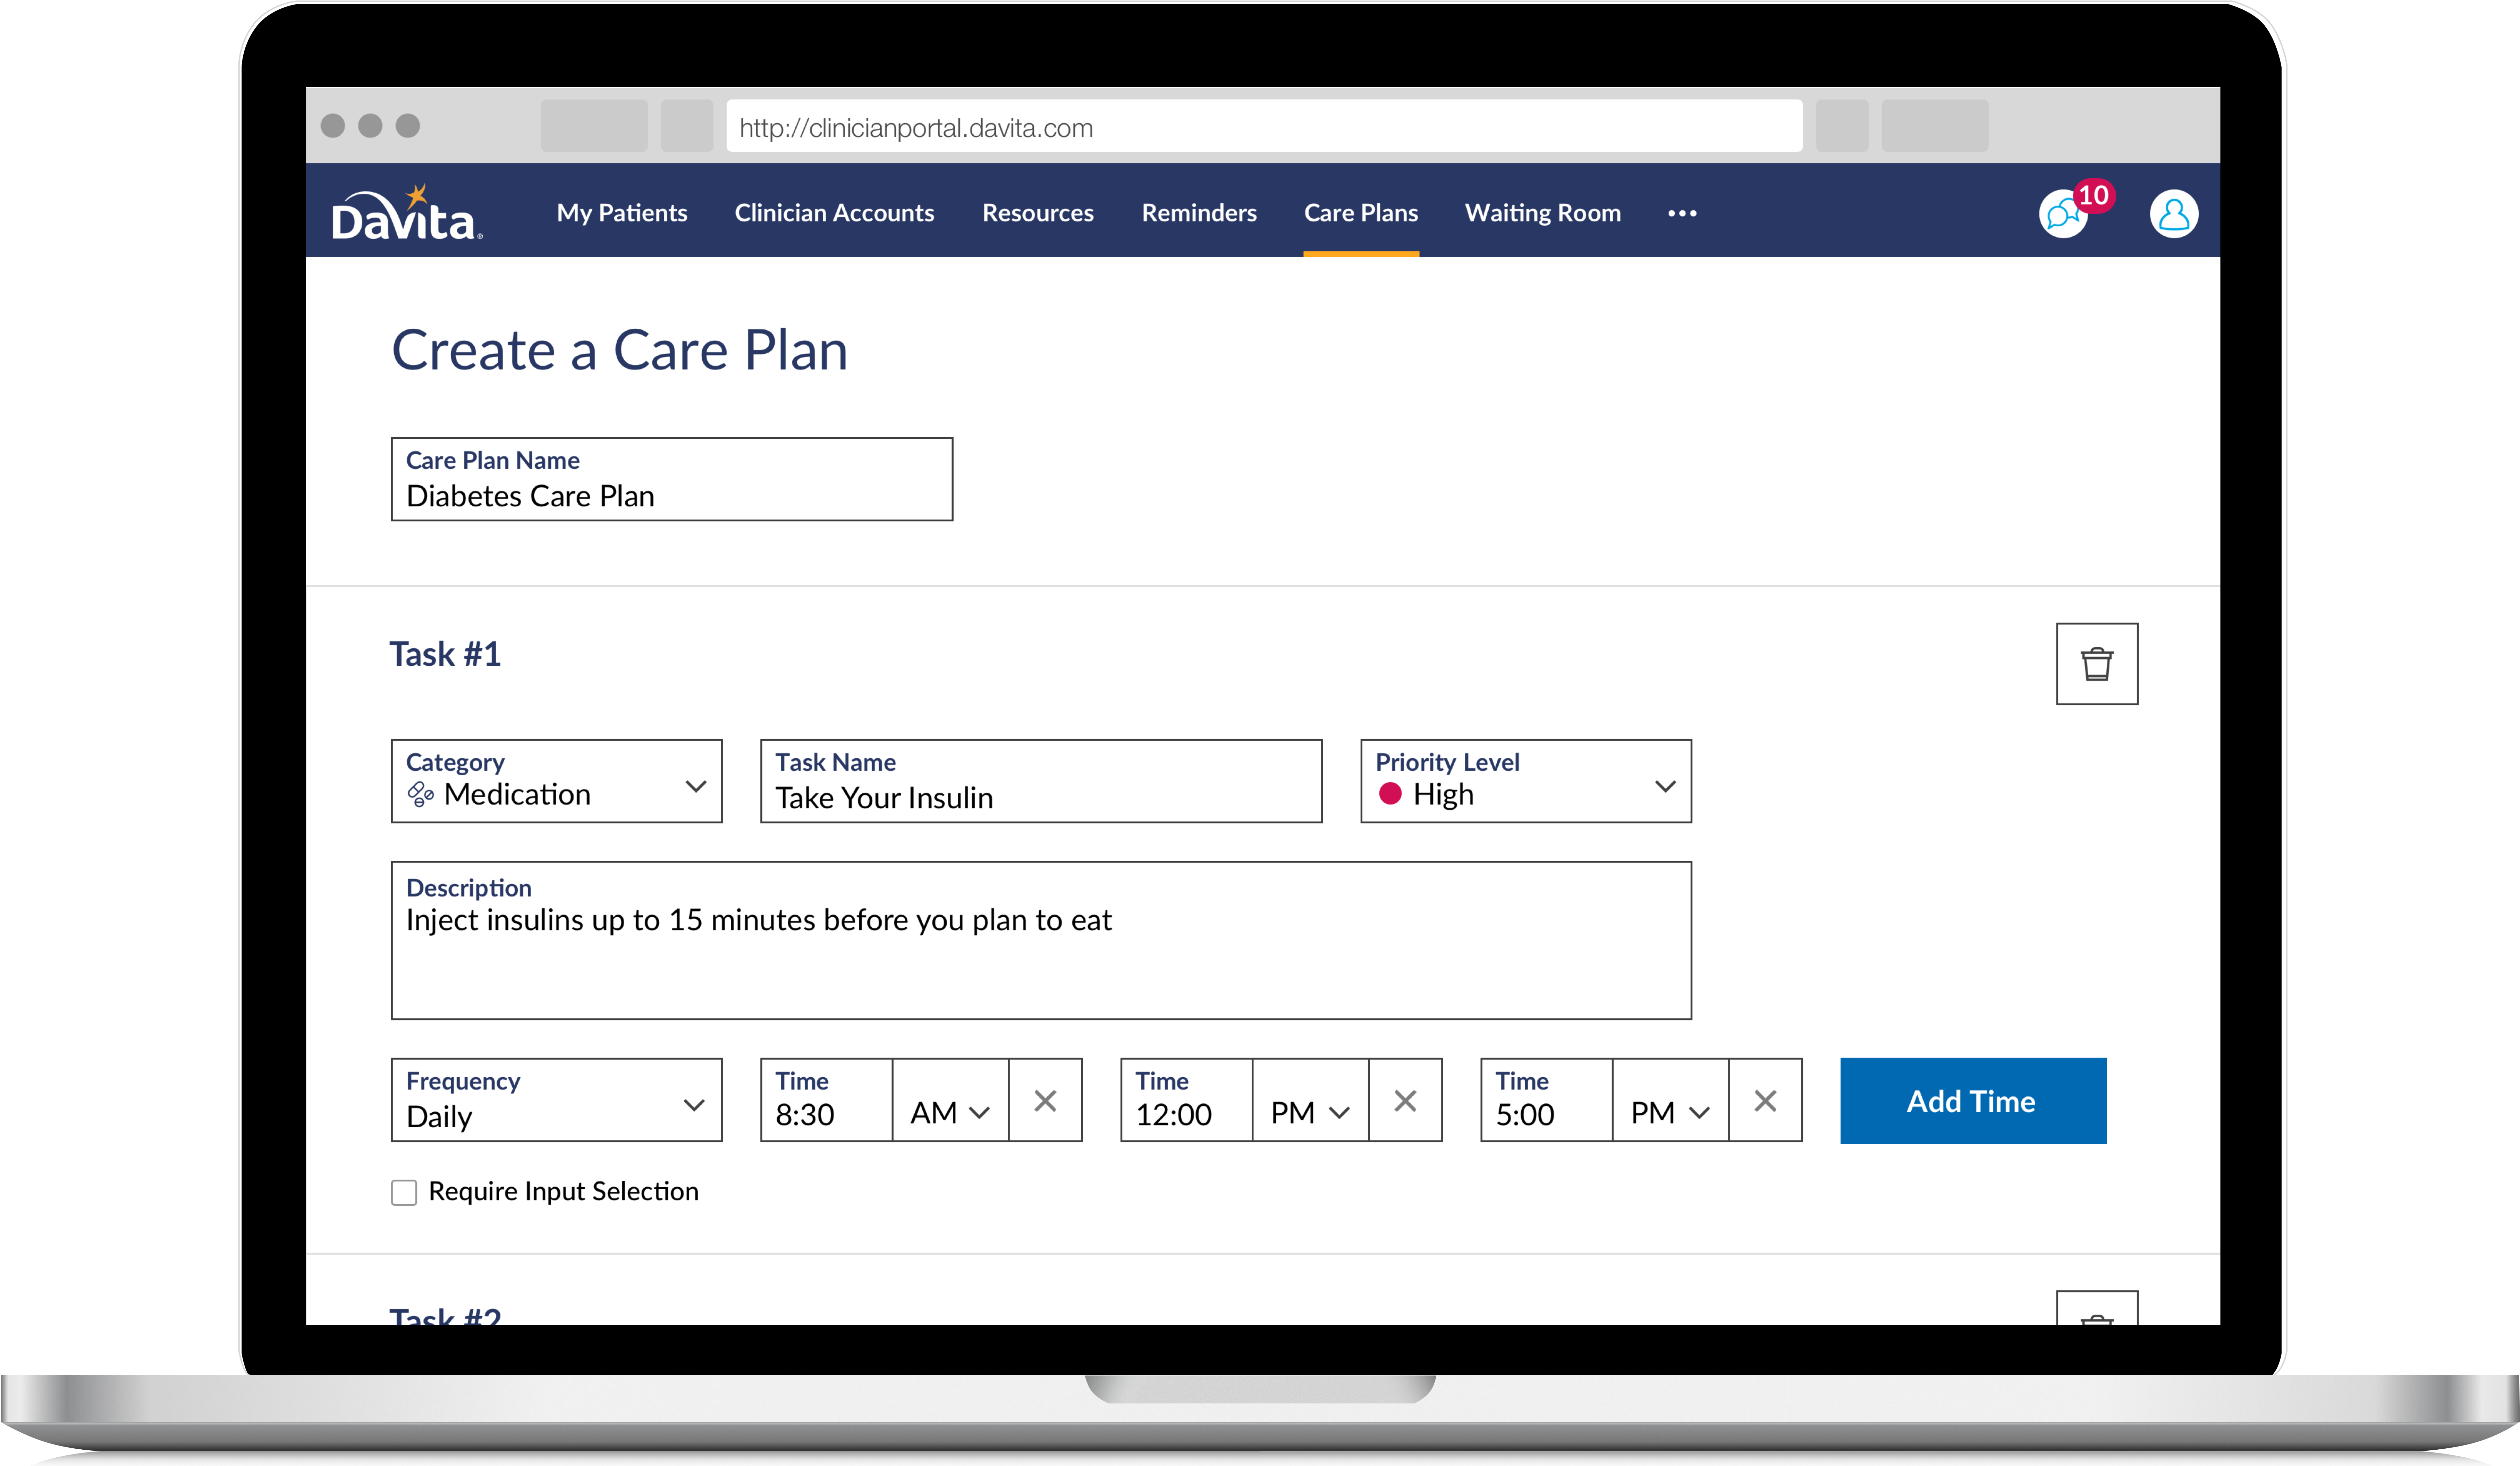 http://clinicianportal.davita.com
DaVita®
My Patients Clinician Accounts Resources Reminders Care Plans Waiting Room ••• 10
Create a Care Plan
Care Plan Name
Diabetes Care Plan
Task #1
Category Task Name Priority Level
Medication Take Your Insulin High
Description
Inject insulins up to 15 minutes before you plan to eat
Frequency Time Time Time
Daily 8:30 AM 12:00 PM 5:00 PM Add Time
Require Input Selection
Task #2